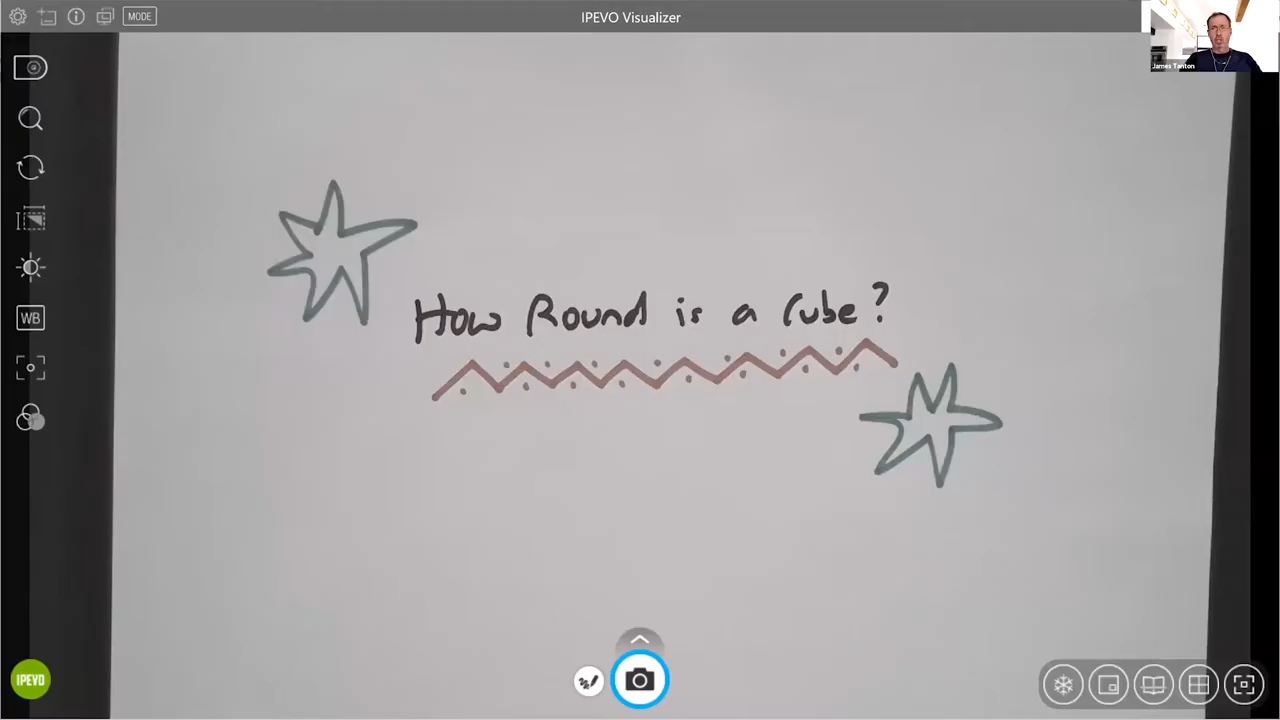 MODE
IPEVO Visualizer
James Tanton
WB
How Round is a Cube?
IPEVO